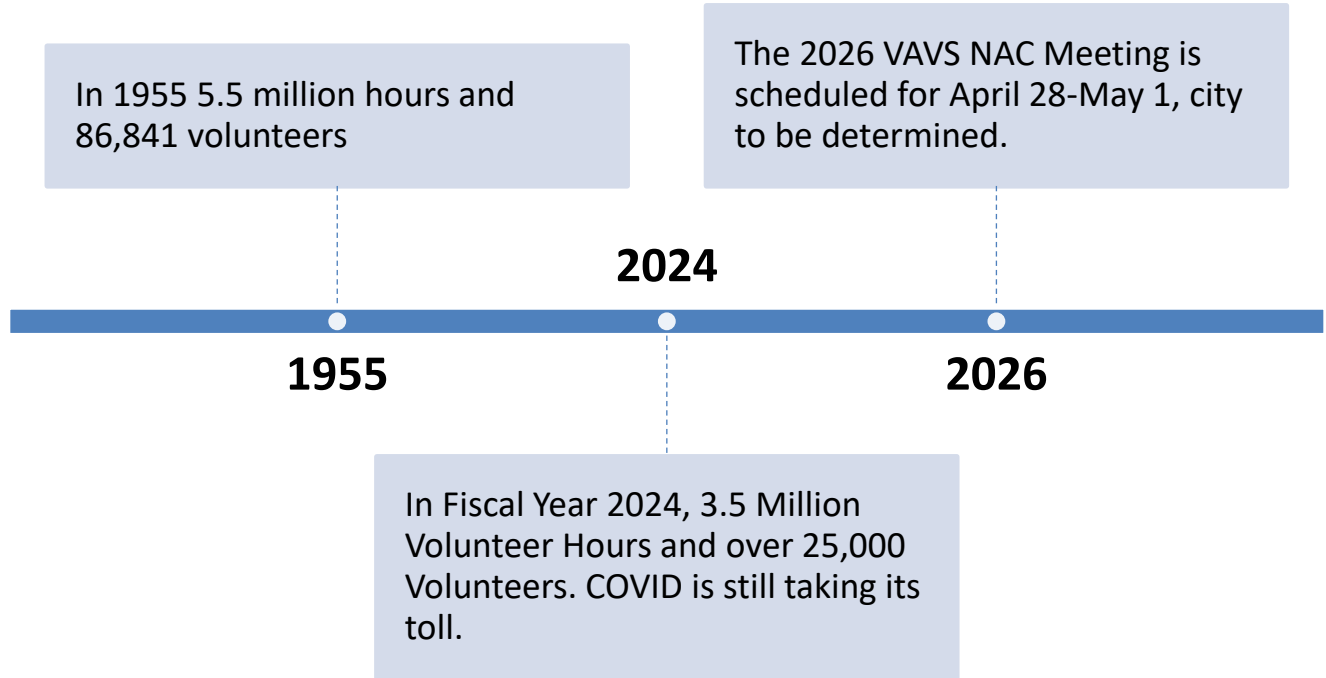 In 1955 5.5 million hours and
86,841 volunteers
The 2026 VAVS NAC Meeting is
scheduled for April 28-May 1, city
to be determined.
2024
1955
2026
In Fiscal Year 2024, 3.5 Million
Volunteer Hours and over 25,000
Volunteers. COVID is still taking its
toll.